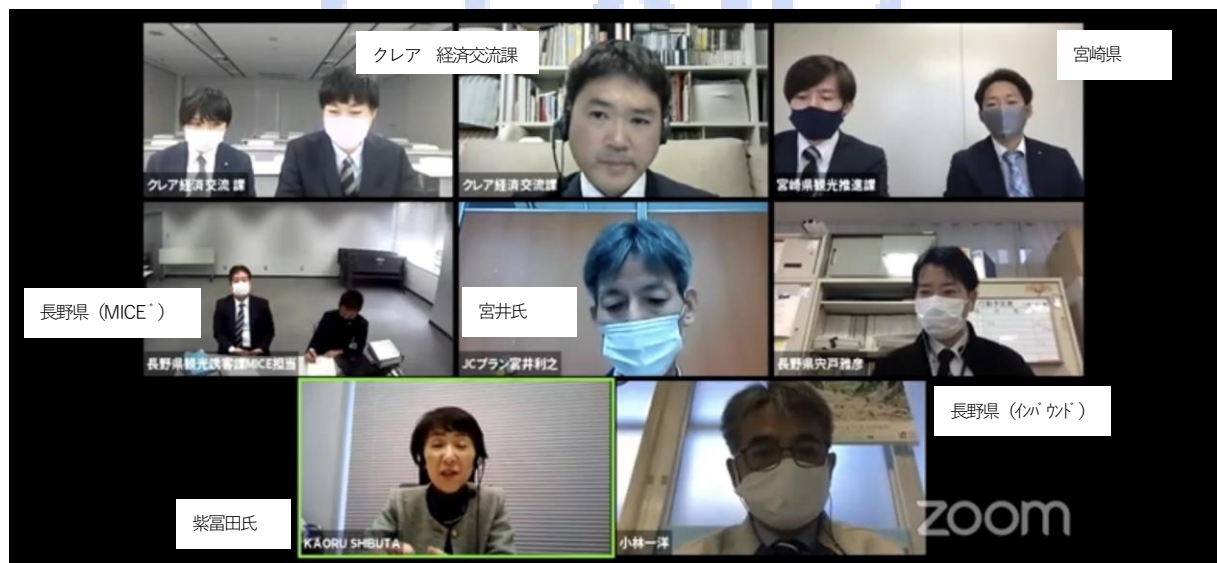 クレア　経済交流課
宮崎県
クレア経済交流 課
クレア経済交流課
宮崎県観光推進課
長野県（MICE゛）
宮井氏
長野県観光誘客課MICE担当
JCプラン宮井利之
長野県宍戸雅彦
長野県（ｲﾝﾊﾞｳﾝﾄﾞ）
紫冨田氏
KAORU SHIBUTA
小林一洋
zoom